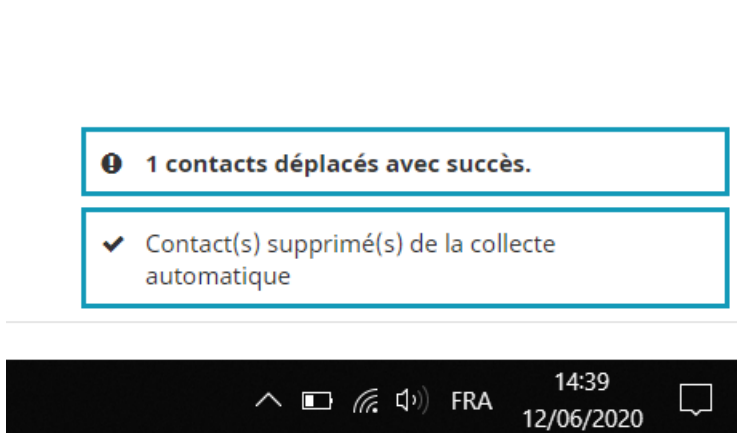 1 contacts déplacés avec succès.
Contact(s) supprimé(s) de la collecte
automatique
FRA
14:39
12/06/2020